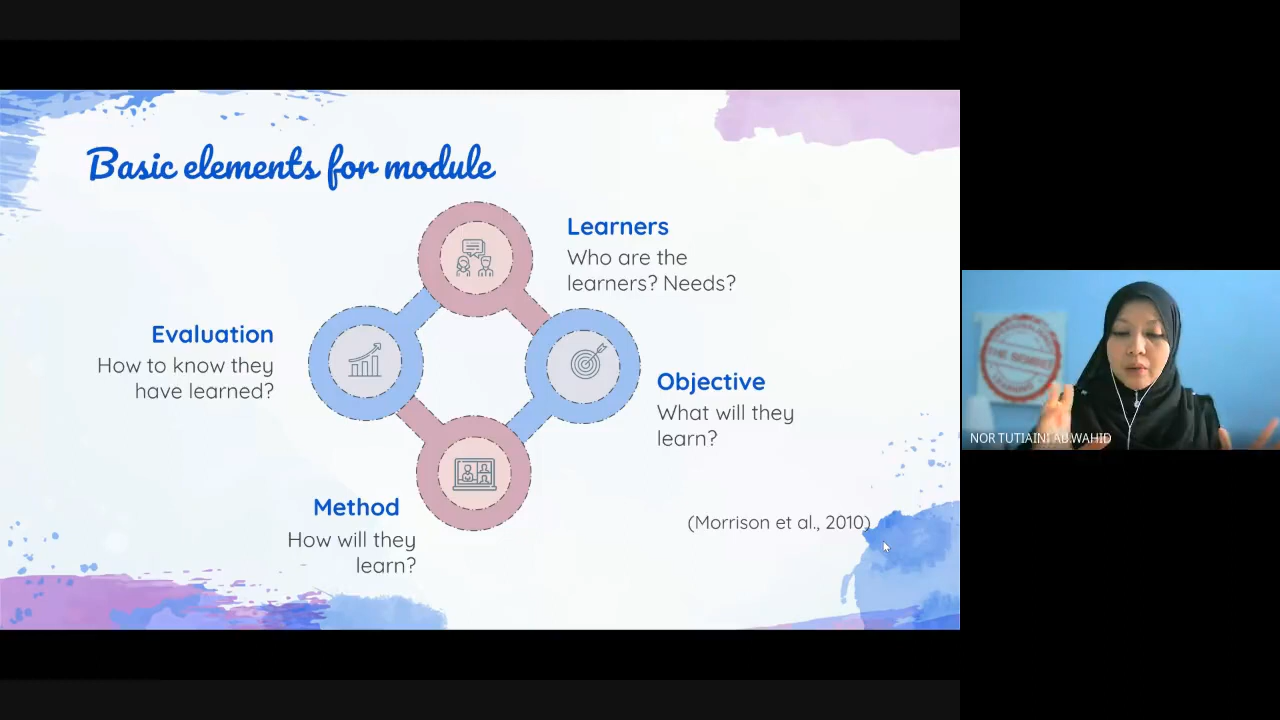 Basic elements for module
Learners
Who are the
learners? Needs?
Evaluation
How to know they
have learned?
Objective
What will they
learn?
Method
How will they
learn?
(Morrison et al., 2010)
THE
NOR TUTIAINI AB.WAHID